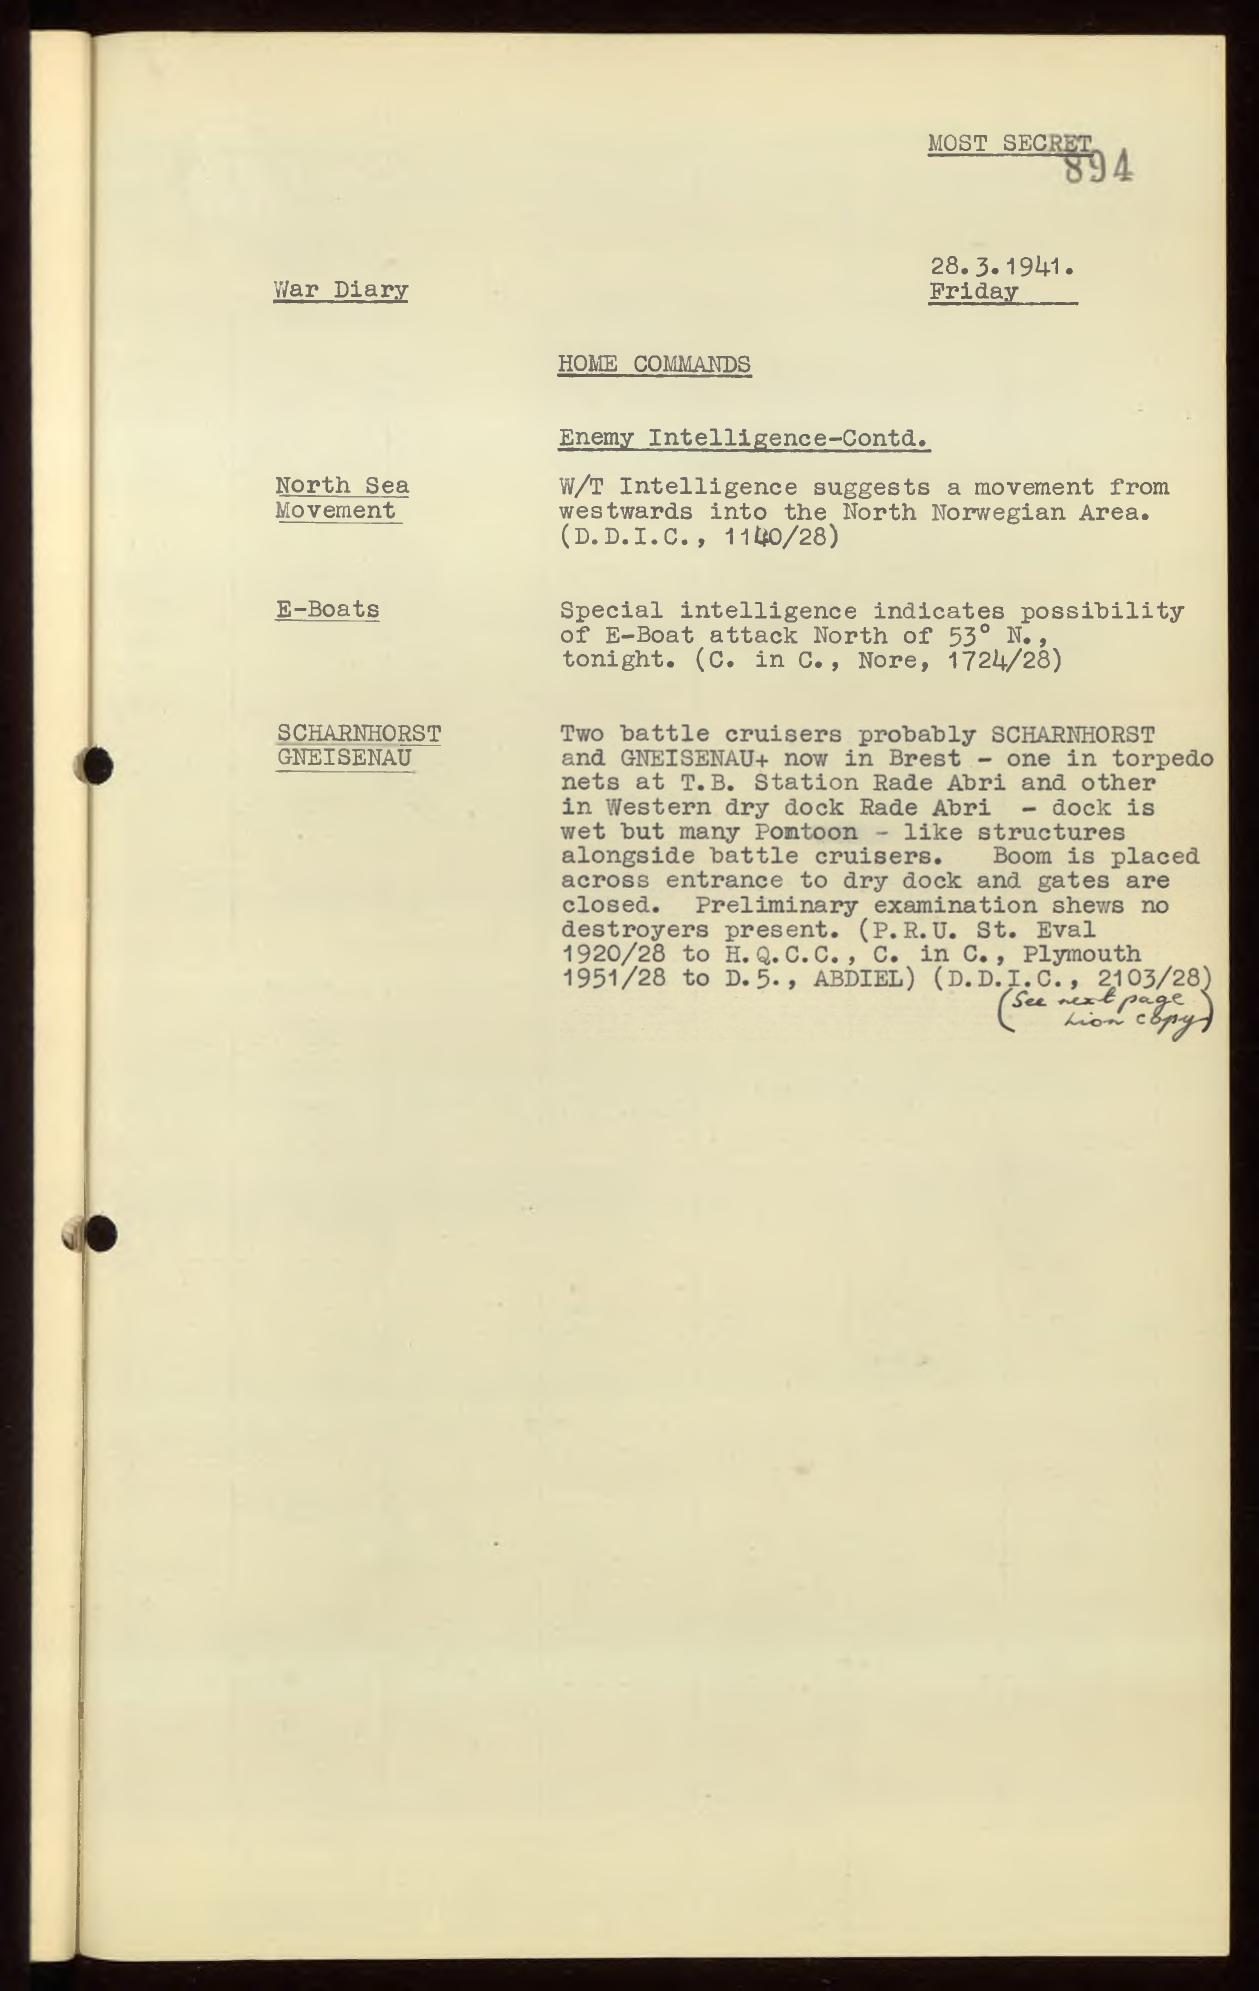 MOST SECRET
894
28.3.1941.
War Diary
Friday
HOME COMMANDS
Enemy Intelligence-Contd.
North Sea
Movement
W/T Intelligence suggests a movement from
westwards into the North Norwegian Area.
(D.D.I.C., 1140/28)
E-Boats
Special intelligence indicates possibility
of E-Boat attack North of 53° N.,
tonight. (C. in C., Nore, 1724/28)
SCHARNHORST
GNEISENAU
Two battle cruisers probably SCHARNHORST
and GNEISENAU+ now in Brest - one in torpedo
nets at T.B. Station Rade Abri and other
in Western dry dock Rade Abri - dock is
wet but many Pomtoon - like structures
alongside battle cruisers. Boom is placed
across entrance to dry dock and gates are
closed. Preliminary examination shews no
destroyers present. (P.R.U. St. Eval
1920/28 to H.Q.C.C., C. in C., Plymouth
1951/28 to D.5., ABDIEL) (D.D.I.C., 2103/28)
(See next page
Lion copy)